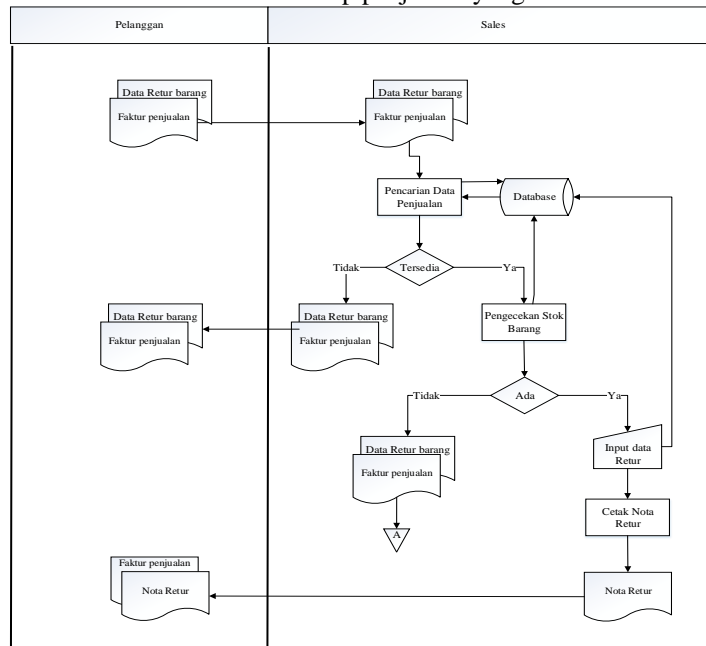 Pelanggan
Sales
Data Retur barang
Faktur penjualan
Data Retur barang
Faktur penjualan
Pencarian Data
Penjualan
Database
Tidak
Tersedia
Ya
Data Retur barang
Faktur penjualan
Data Retur barang
Faktur penjualan
Pengecekan Stok
Barang
Tidak
Ada
Ya
Data Retur barang
Faktur penjualan
Input data
Retur
A
Cetak Nota
Retur
Faktur penjualan
Nota Retur
Nota Retur